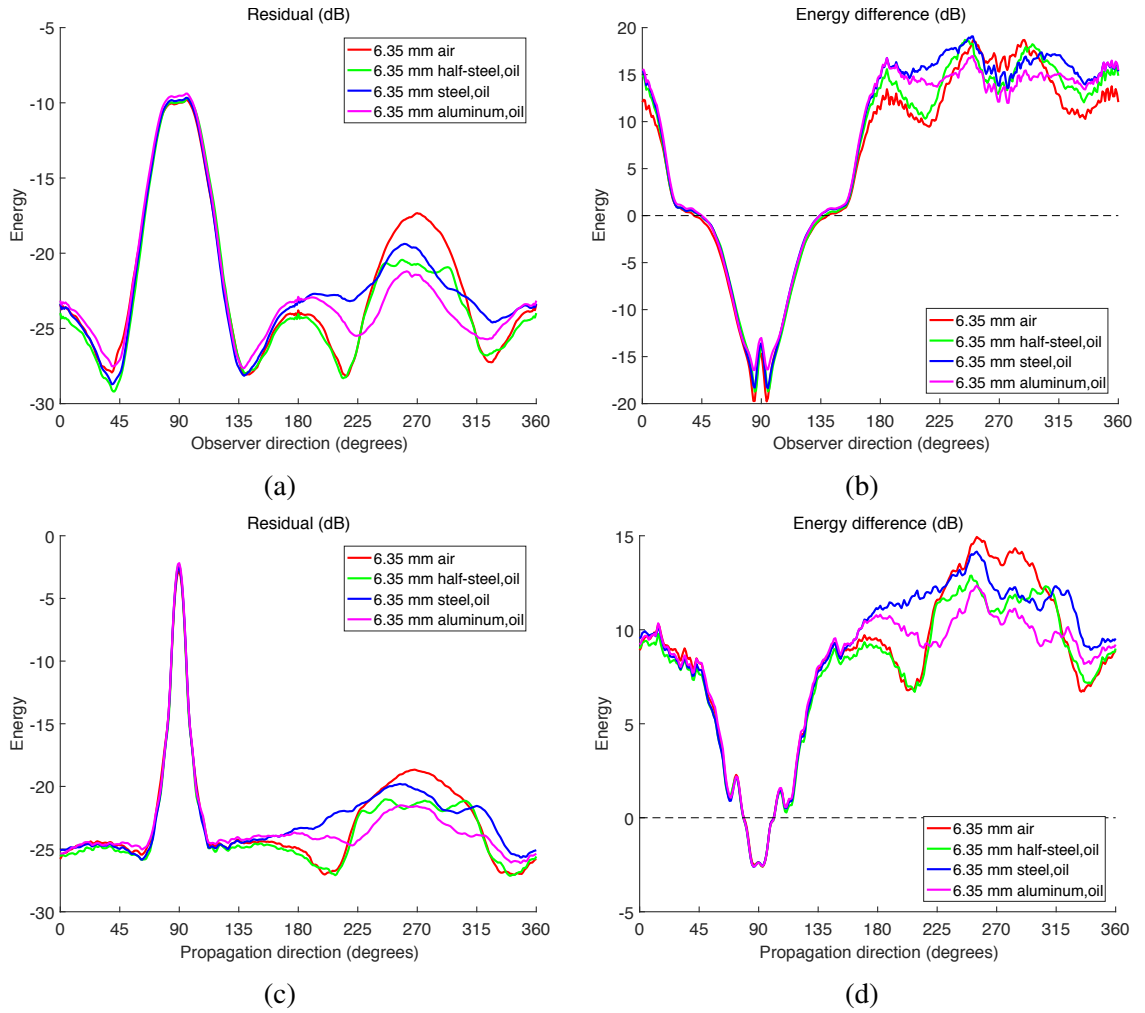 Residual (dB)
-5
-10
-15
-20
-25
-30
Energy
0 45 90 135 180 225 270 315 360
Observer direction (degrees)
6.35 mm air
6.35 mm half-steel,oil
6.35 mm steel,oil
6.35 mm aluminum,oil
(a)
Energy difference (dB)
20
15
10
5
0
-5
-10
-15
-20
Energy
0 45 90 135 180 225 270 315 360
Observer direction (degrees)
6.35 mm air
6.35 mm half-steel,oil
6.35 mm steel,oil
6.35 mm aluminum,oil
(b)
Residual (dB)
0
-5
-10
-15
-20
-25
-30
Energy
0 45 90 135 180 225 270 315 360
Propagation direction (degrees)
6.35 mm air
6.35 mm half-steel,oil
6.35 mm steel,oil
6.35 mm aluminum,oil
(c)
Energy difference (dB)
15
10
5
0
-5
Energy
0 45 90 135 180 225 270 315 360
Propagation direction (degrees)
6.35 mm air
6.35 mm half-steel,oil
6.35 mm steel,oil
6.35 mm aluminum,oil
(d)